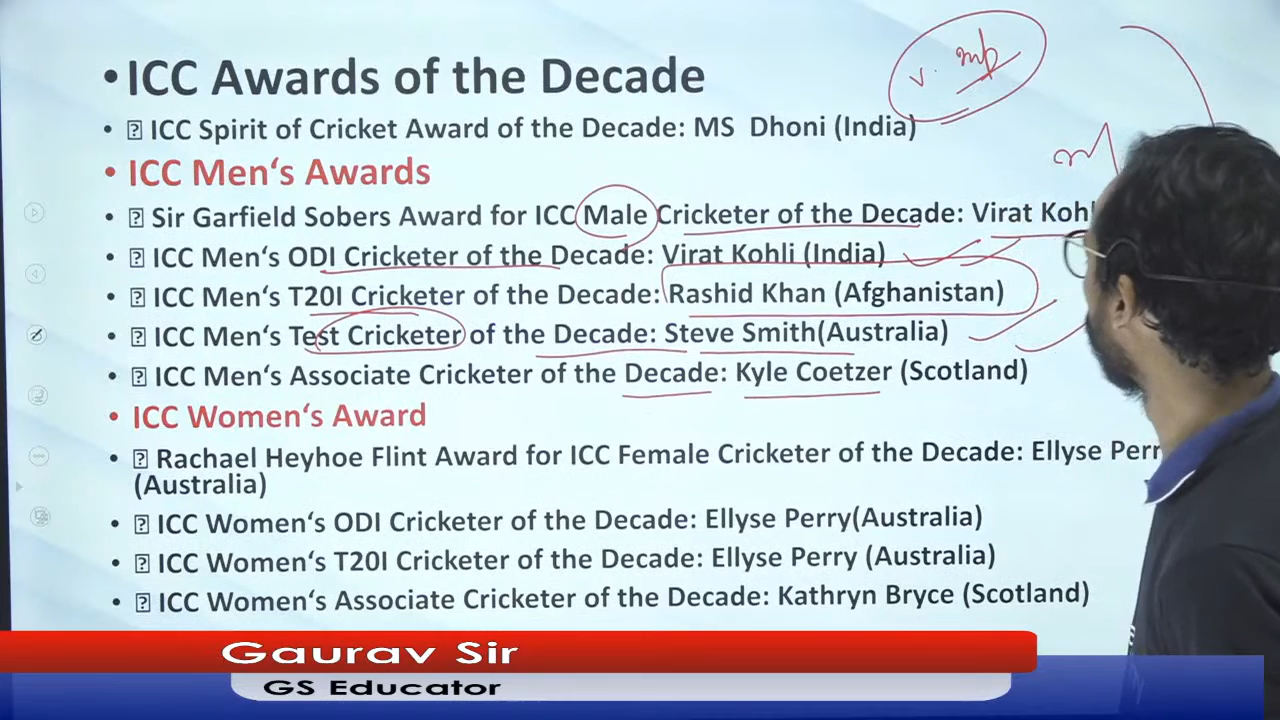 •ICC Awards of the Decade
• ⍰ ICC Spirit of Cricket Award of the Decade: MS Dhoni (India)
• ICC Men‘s Awards
• ⍰ Sir Garfield Sobers Award for ICC Male Cricketer of the Decade: Virat Kohl
• ⍰ ICC Men's ODI Cricketer of the Decade: Virat Kohli (India)
• ⍰ ICC Men's T20I Cricketer of the Decade: Rashid Khan (Afghanistan)
• ⍰ ICC Men's Test Cricketer of the Decade: Steve Smith(Australia)
• ⍰ ICC Men's Associate Cricketer of the Decade: Kyle Coetzer (Scotland)
• ICC Women‘s Award
• ⍰ Rachael Heyhoe Flint Award for ICC Female Cricketer of the Decade: Ellyse Perr
(Australia)
• ⍰ ICC Women‘s ODI Cricketer of the Decade: Ellyse Perry(Australia)
• ⍰ ICC Women‘s T20I Cricketer of the Decade: Ellyse Perry (Australia)
• ⍰ ICC Women‘s Associate Cricketer of the Decade: Kathryn Bryce (Scotland)
Gaurav Sir
GS Educator